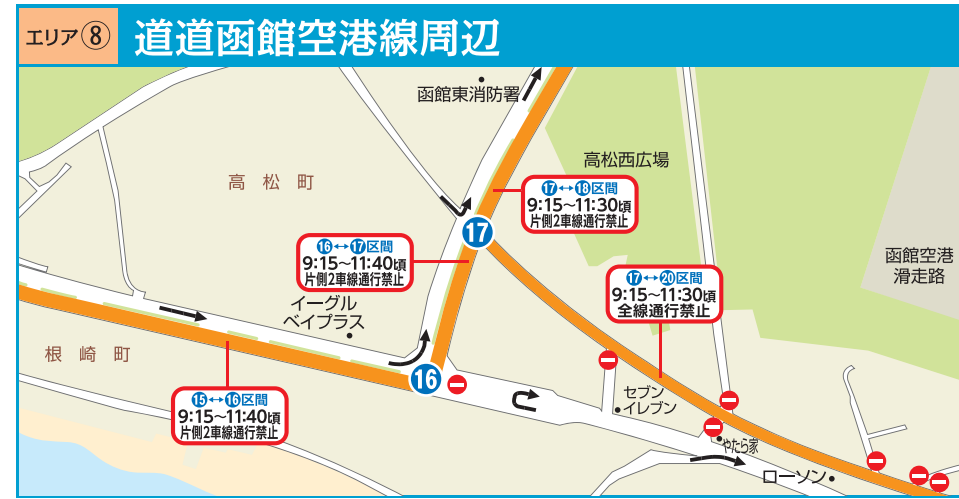 エリア⑧
道道函館空港線周辺
函館東消防署
高松西広場
高松町
⑰↔⑱区間
9:15〜11:30頃
片側2車線通行禁止
17
⑯↔⑰区間
9:15〜11:40頃
片側2車線通行禁止
函館空港
滑走路
⑰↔⑳区間
9:15〜11:30頃
全線通行禁止
イーグル
ベイプラス
根崎町
16
セブン
イレブン
⑮↔⑯区間
9:15〜11:40頃
片側2車線通行禁止
やたら家
ローソン